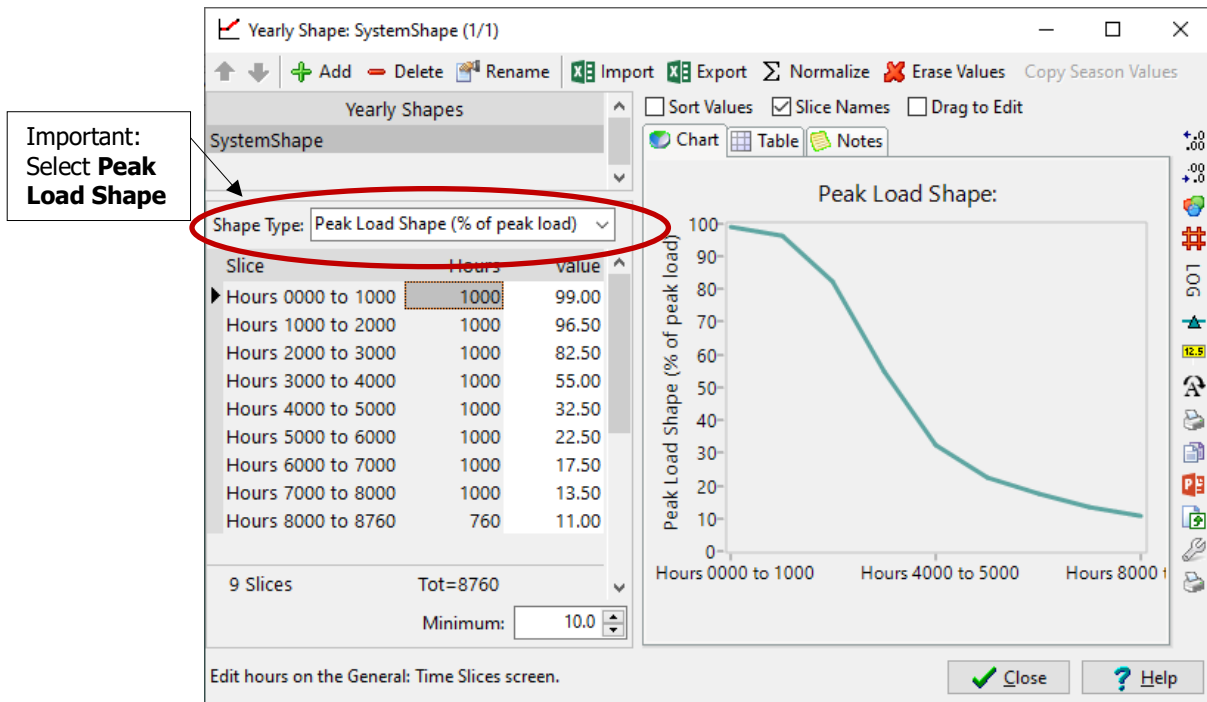 Yearly Shape: SystemShape (1/1)
Add Delete Rename Import Export Normalize Erase Values Copy Season Values
Important:
Select Peak
Load Shape
Yearly Shapes
SystemShape
Shape Type: Peak Load Shape (% of peak load)
Slice Hours Value
Hours 0000 to 1000 1000 99.00
Hours 1000 to 2000 1000 96.50
Hours 2000 to 3000 1000 82.50
Hours 3000 to 4000 1000 55.00
Hours 4000 to 5000 1000 32.50
Hours 5000 to 6000 1000 22.50
Hours 6000 to 7000 1000 17.50
Hours 7000 to 8000 1000 13.50
Hours 8000 to 8760 760 11.00
9 Slices Tot=8760
Minimum: 10.0
Sort Values Slice Names Drag to Edit
Chart Table Notes
Peak Load Shape:
Peak Load Shape (% of peak load)
100
90
80
70
60
50
40
30
20
10
0
Hours 0000 to 1000 Hours 4000 to 5000 Hours 8000 t
.0
.00
.00
.0
LOG
12.5
A
Edit hours on the General: Time Slices screen.
Close Help